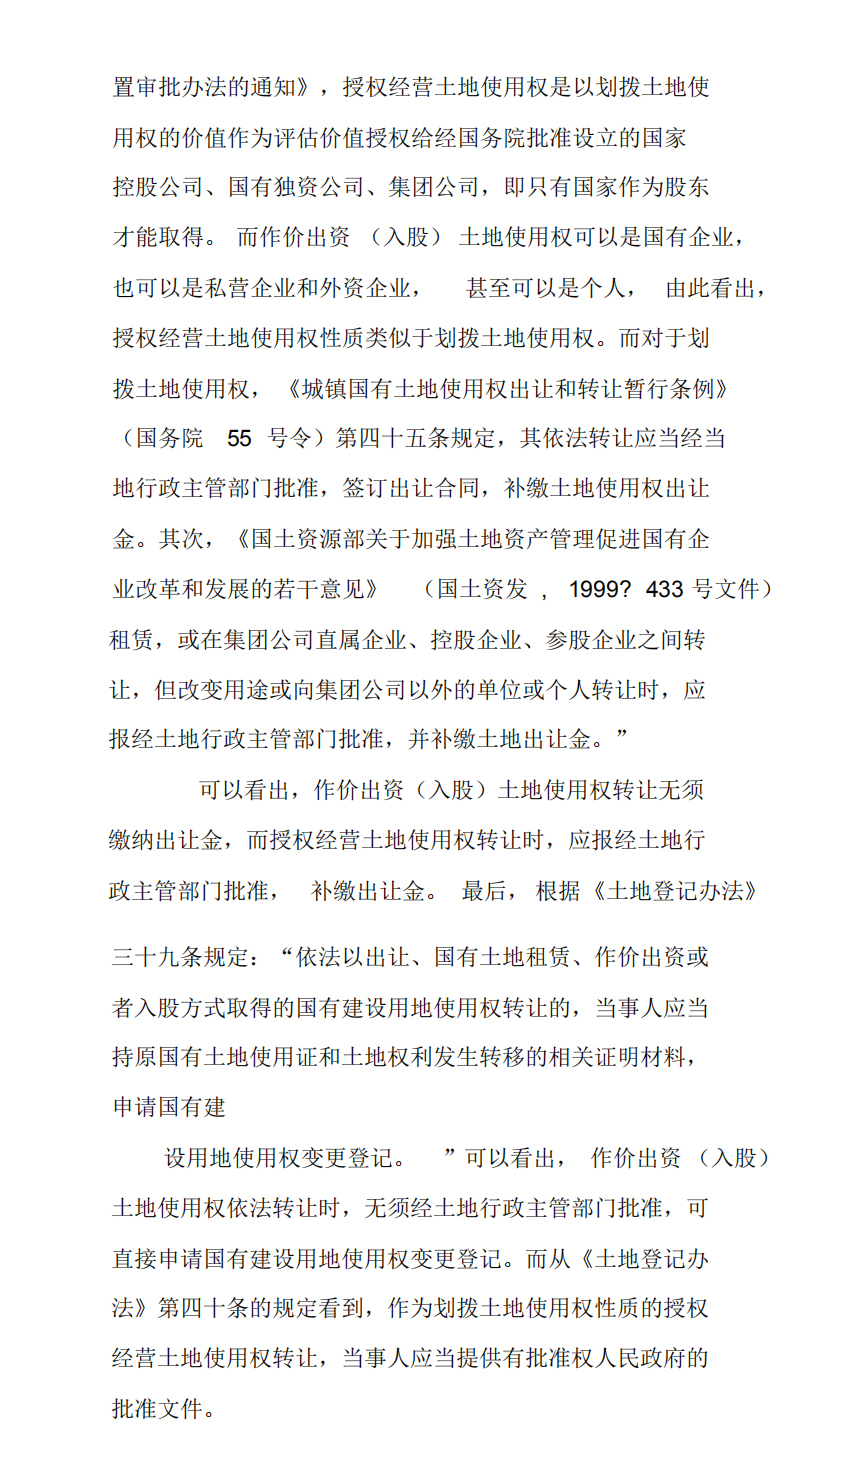 置审批办法的通知》，授权经营土地使用权是以划拨土地使
用权的价值作为评估价值授权给经国务院批准设立的国家
控股公司、国有独资公司、集团公司，即只有国家作为股东
才能取得。 而作价出资 （入股） 土地使用权可以是国有企业，
也可以是私营企业和外资企业， 甚至可以是个人， 由此看出，
授权经营土地使用权性质类似于划拨土地使用权。而对于划
拨土地使用权， 《城镇国有土地使用权出让和转让暂行条例》
（国务院 55 号令）第四十五条规定，其依法转让应当经当
地行政主管部门批准，签订出让合同，补缴土地使用权出让
金。其次，《国土资源部关于加强土地资产管理促进国有企
业改革和发展的若干意见》 （国土资发 , 1999? 433 号文件）
租赁，或在集团公司直属企业、控股企业、参股企业之间转
让，但改变用途或向集团公司以外的单位或个人转让时，应
报经土地行政主管部门批准，并补缴土地出让金。”
可以看出，作价出资（入股）土地使用权转让无须
缴纳出让金，而授权经营土地使用权转让时，应报经土地行
政主管部门批准， 补缴出让金。 最后， 根据《土地登记办法》
三十九条规定：“依法以出让、国有土地租赁、作价出资或
者入股方式取得的国有建设用地使用权转让的，当事人应当
持原国有土地使用证和土地权利发生转移的相关证明材料，
申请国有建
设用地使用权变更登记。 ”可以看出， 作价出资 （入股）
土地使用权依法转让时，无须经土地行政主管部门批准，可
直接申请国有建设用地使用权变更登记。而从《土地登记办
法》第四十条的规定看到，作为划拨土地使用权性质的授权
经营土地使用权转让，当事人应当提供有批准权人民政府的
批准文件。